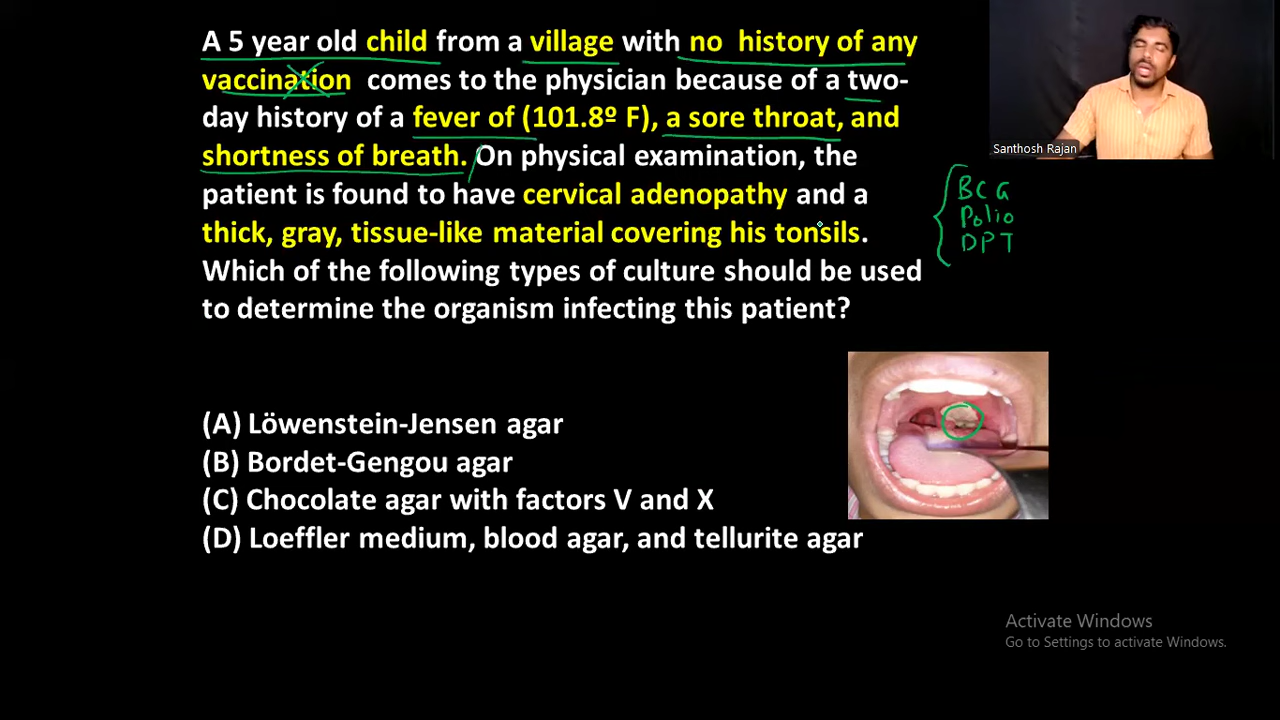 A 5 year old child from a village with no history of any
vaccination comes to the physician because of a two-
day history of a fever of (101.8º F), a sore throat, and
shortness of breath. On physical examination, the
patient is found to have cervical adenopathy and a
thick, gray, tissue-like material covering his tonsils.
Which of the following types of culture should be used
to determine the organism infecting this patient?
Santhosh Rajan
BCG
Polio
DPT
(A) Löwenstein-Jensen agar
(B) Bordet-Gengou agar
(C) Chocolate agar with factors V and X
(D) Loeffler medium, blood agar, and tellurite agar
Activate Windows
Go to Settings to activate Windows.